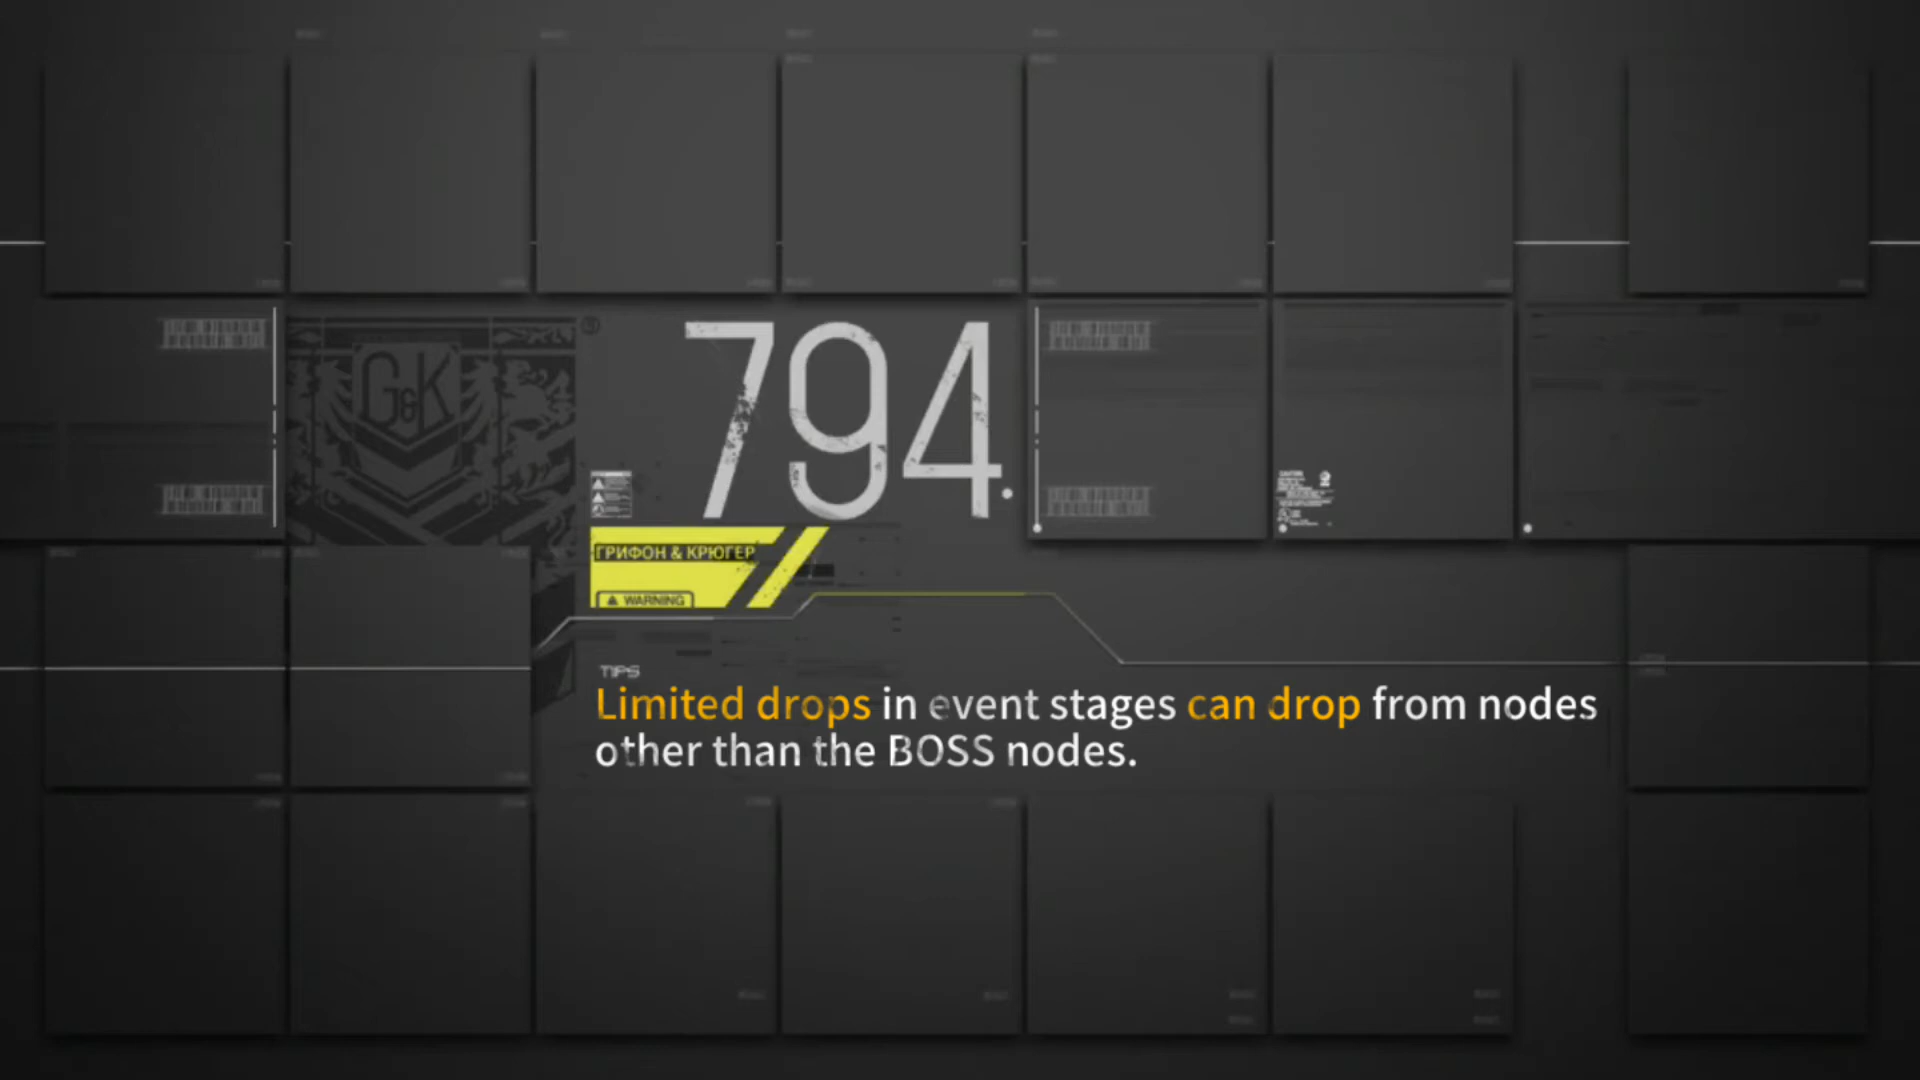 G&K
794.
ГРИФОН & КРЮГЕР
WARNING
TIPS
Limited drops in event stages can drop from nodes
other than the BOSS nodes.